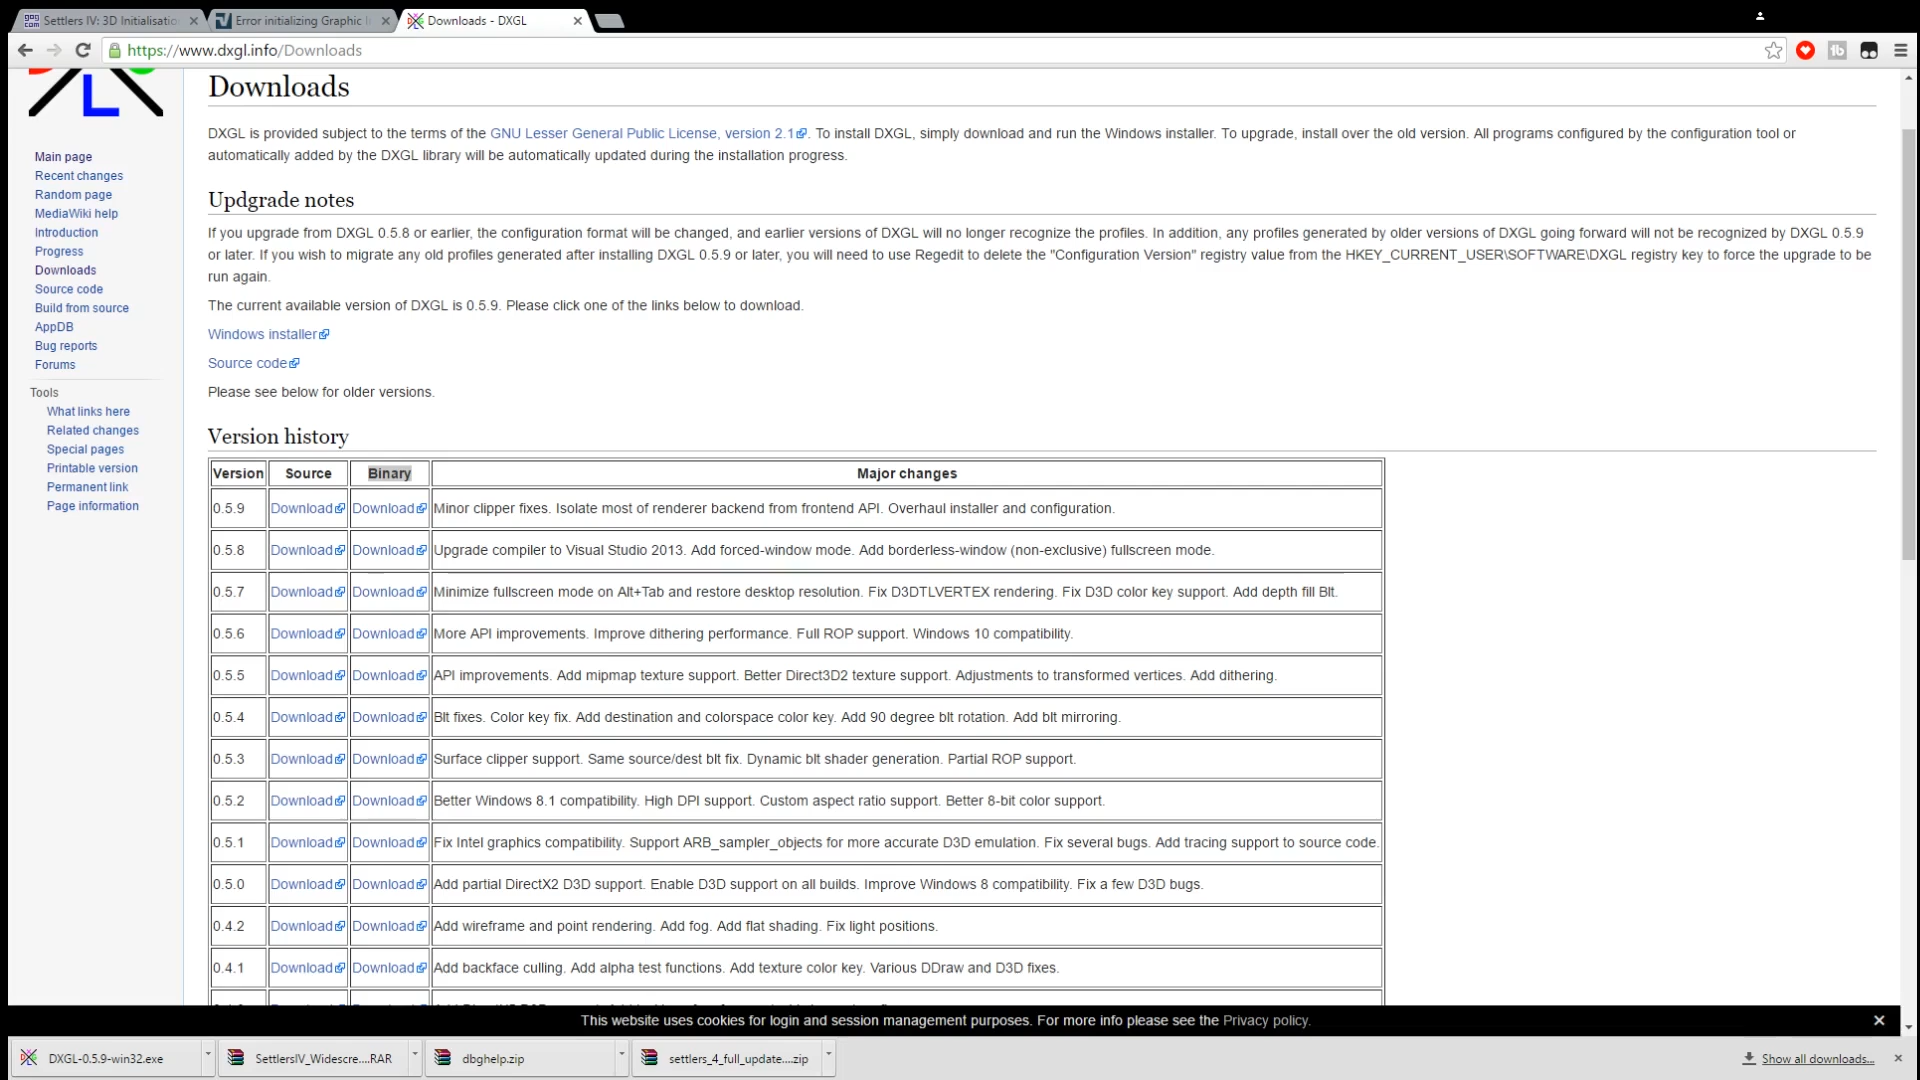 Settlers IV: 3D Initialisatio
Error initializing Graphic I
Downloads - DXGL
https://www.dxgl.info/Downloads
L
Downloads
DXGL is provided subject to the terms of the GNU Lesser General Public License, version 2.1. To install DXGL, simply download and run the Windows installer. To upgrade, install over the old version. All programs configured by the configuration tool or
automatically added by the DXGL library will be automatically updated during the installation progress.
Main page
Recent changes
Random page
MediaWiki help
Introduction
Progress
Downloads
Source code
Build from source
AppDB
Bug reports
Forums
Tools
What links here
Related changes
Special pages
Printable version
Permanent link
Page information
Updgrade notes
If you upgrade from DXGL 0.5.8 or earlier, the configuration format will be changed, and earlier versions of DXGL will no longer recognize the profiles. In addition, any profiles generated by older versions of DXGL going forward will not be recognized by DXGL 0.5.9
or later. If you wish to migrate any old profiles generated after installing DXGL 0.5.9 or later, you will need to use Regedit to delete the "Configuration Version" registry value from the HKEY_CURRENT_USER\SOFTWARE\DXGL registry key to force the upgrade to be
run again.
The current available version of DXGL is 0.5.9. Please click one of the links below to download.
Windows installer
Source code
Please see below for older versions.
Version history
Version Source Binary Major changes
0.5.9 Download Download Minor clipper fixes. Isolate most of renderer backend from frontend API. Overhaul installer and configuration.
0.5.8 Download Download Upgrade compiler to Visual Studio 2013. Add forced-window mode. Add borderless-window (non-exclusive) fullscreen mode.
0.5.7 Download Download Minimize fullscreen mode on Alt+Tab and restore desktop resolution. Fix D3DTLVERTEX rendering. Fix D3D color key support. Add depth fill Blt.
0.5.6 Download Download More API improvements. Improve dithering performance. Full ROP support. Windows 10 compatibility.
0.5.5 Download Download API improvements. Add mipmap texture support. Better Direct3D2 texture support. Adjustments to transformed vertices. Add dithering.
0.5.4 Download Download Blt fixes. Color key fix. Add destination and colorspace color key. Add 90 degree blt rotation. Add blt mirroring.
0.5.3 Download Download Surface clipper support. Same source/dest blt fix. Dynamic blt shader generation. Partial ROP support.
0.5.2 Download Download Better Windows 8.1 compatibility. High DPI support. Custom aspect ratio support. Better 8-bit color support.
0.5.1 Download Download Fix Intel graphics compatibility. Support ARB_sampler_objects for more accurate D3D emulation. Fix several bugs. Add tracing support to source code.
0.5.0 Download Download Add partial DirectX2 D3D support. Enable D3D support on all builds. Improve Windows 8 compatibility. Fix a few D3D bugs.
0.4.2 Download Download Add wireframe and point rendering. Add fog. Add flat shading. Fix light positions.
0.4.1 Download Download Add backface culling. Add alpha test functions. Add texture color key. Various DDraw and D3D fixes.
This website uses cookies for login and session management purposes. For more info please see the Privacy policy.
DXGL-0.5.9-win32.exe
SettlersIV_Widescre....RAR
dbghelp.zip
settlers_4_full_update....zip
Show all downloads...